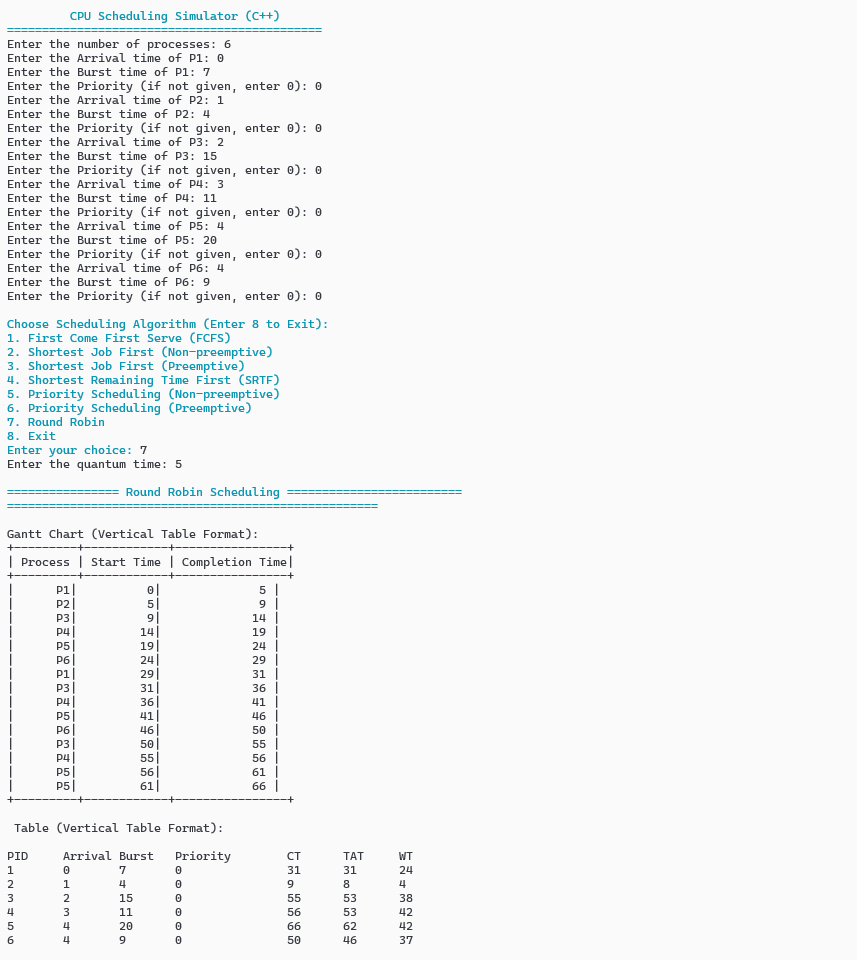 CPU Scheduling Simulator (C++)
=============================================
Enter the number of processes: 6
Enter the Arrival time of P1: 0
Enter the Burst time of P1: 7
Enter the Priority (if not given, enter 0): 0
Enter the Arrival time of P2: 1
Enter the Burst time of P2: 4
Enter the Priority (if not given, enter 0): 0
Enter the Arrival time of P3: 2
Enter the Burst time of P3: 15
Enter the Priority (if not given, enter 0): 0
Enter the Arrival time of P4: 3
Enter the Burst time of P4: 11
Enter the Priority (if not given, enter 0): 0
Enter the Arrival time of P5: 4
Enter the Burst time of P5: 20
Enter the Priority (if not given, enter 0): 0
Enter the Arrival time of P6: 4
Enter the Burst time of P6: 9
Enter the Priority (if not given, enter 0): 0
Choose Scheduling Algorithm (Enter 8 to Exit):
1. First Come First Serve (FCFS)
2. Shortest Job First (Non-preemptive)
3. Shortest Job First (Preemptive)
4. Shortest Remaining Time First (SRTF)
5. Priority Scheduling (Non-preemptive)
6. Priority Scheduling (Preemptive)
7. Round Robin
8. Exit
Enter your choice: 7
Enter the quantum time: 5
================ Round Robin Scheduling =========================
=====================================================
Gantt Chart (Vertical Table Format):
+---------+------------+----------------+
| Process | Start Time | Completion Time|
+---------+------------+----------------+
|      P1|          0|              5 |
|      P2|          5|              9 |
|      P3|          9|             14 |
|      P4|         14|             19 |
|      P5|         19|             24 |
|      P6|         24|             29 |
|      P1|         29|             31 |
|      P3|         31|             36 |
|      P4|         36|             41 |
|      P5|         41|             46 |
|      P6|         46|             50 |
|      P3|         50|             55 |
|      P4|         55|             56 |
|      P5|         56|             61 |
|      P5|         61|             66 |
+---------+------------+----------------+
Table (Vertical Table Format):
PID     Arrival Burst   Priority        CT      TAT     WT
1       0       7       0               31      31      24
2       1       4       0               9       8       4
3       2       15      0               55      53      38
4       3       11      0               56      53      42
5       4       20      0               66      62      42
6       4       9       0               50      46      37